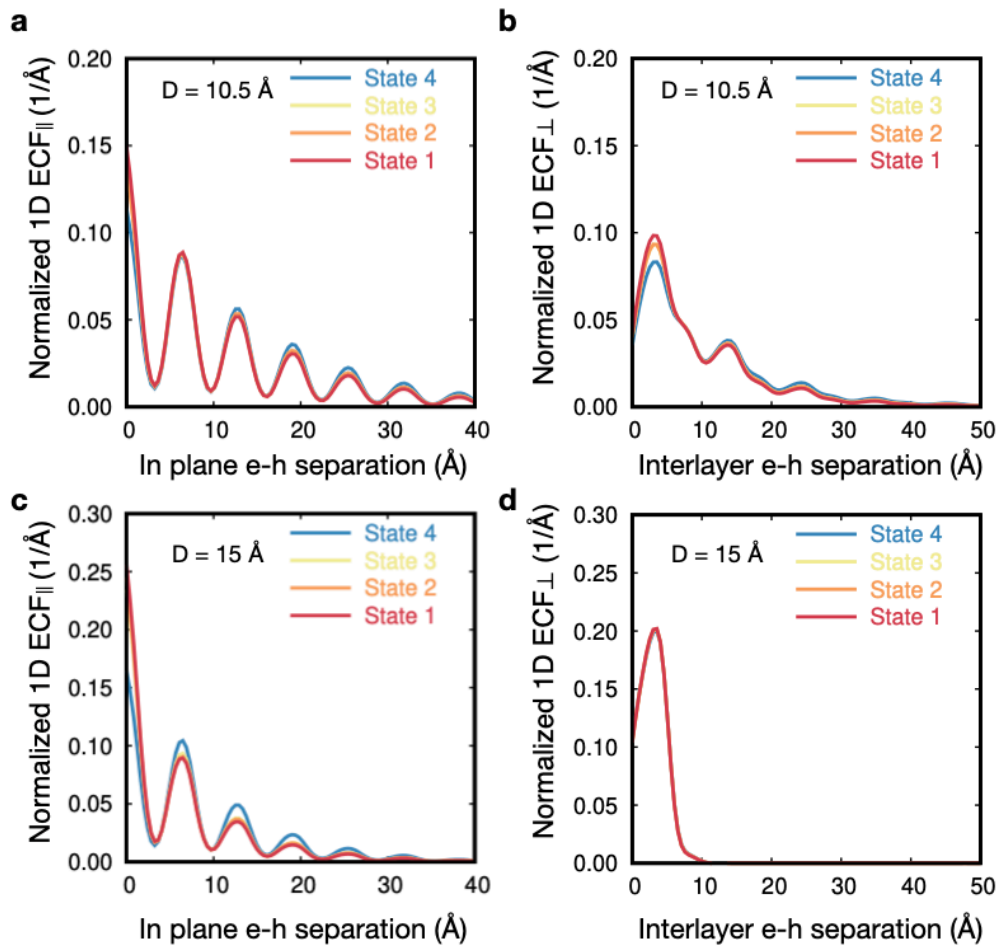 a
Normalized 1D ECF∥ (1/Å)
0.20
0.15
0.10
0.05
0.00
D = 10.5 Å
State 4
State 3
State 2
State 1
0 10 20 30 40
In plane e-h separation (Å)
b
Normalized 1D ECF⊥ (1/Å)
0.20
0.15
0.10
0.05
0.00
D = 10.5 Å
State 4
State 3
State 2
State 1
0 10 20 30 40 50
Interlayer e-h separation (Å)
c
Normalized 1D ECF∥ (1/Å)
0.30
0.25
0.20
0.15
0.10
0.05
0.00
D = 15 Å
State 4
State 3
State 2
State 1
0 10 20 30 40
In plane e-h separation (Å)
d
Normalized 1D ECF⊥ (1/Å)
0.30
0.25
0.20
0.15
0.10
0.05
0.00
D = 15 Å
State 4
State 3
State 2
State 1
0 10 20 30 40 50
Interlayer e-h separation (Å)